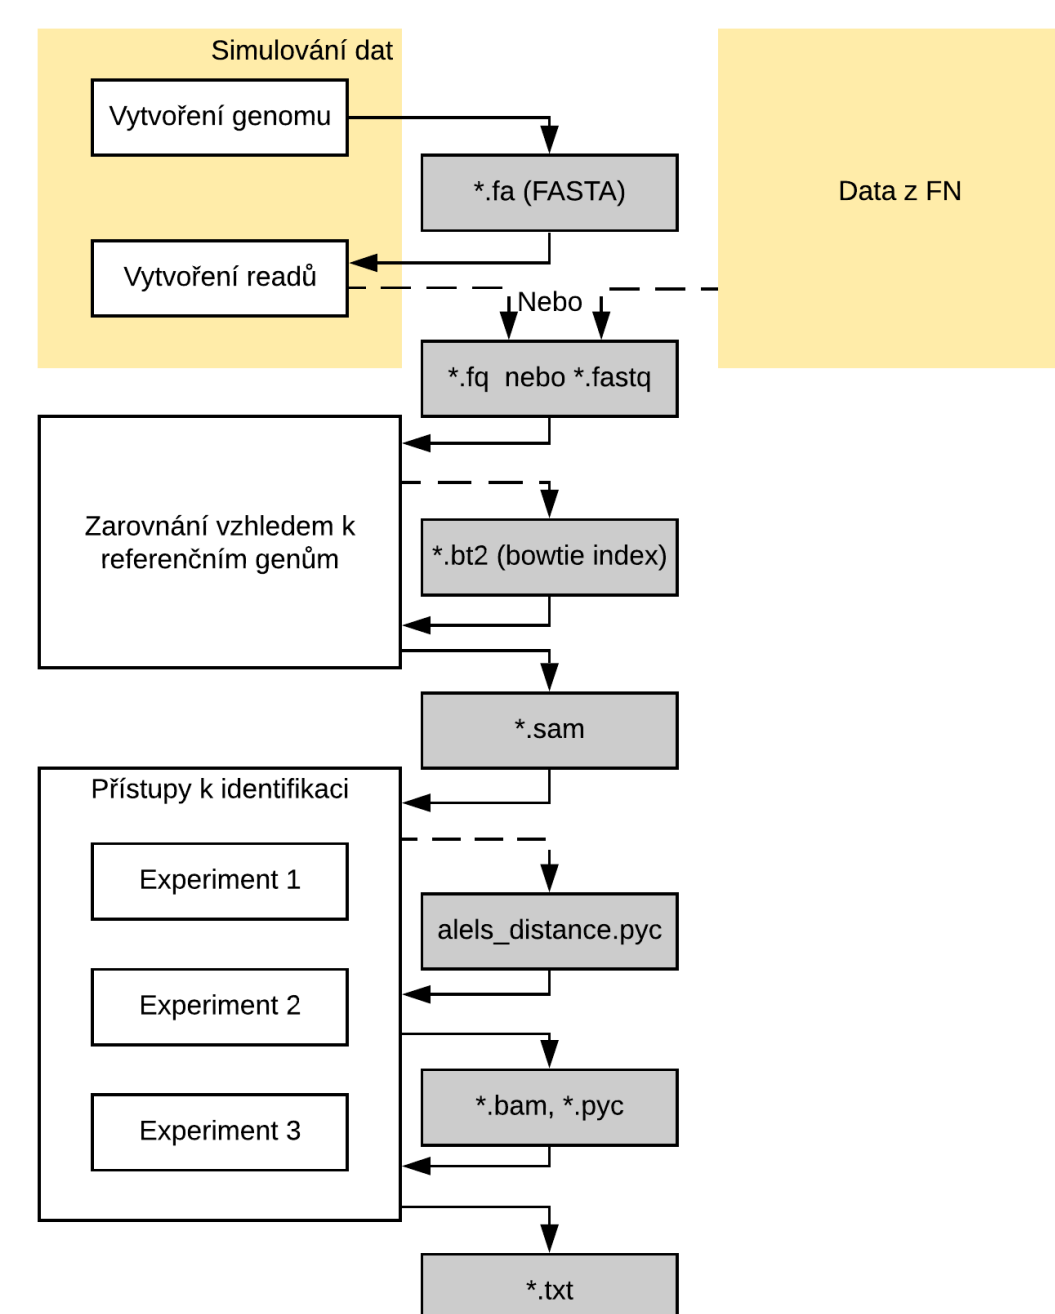 Simulování dat
Vytvoření genomu
*.fa (FASTA)
Data z FN
Vytvoření readů
Nebo
*.fq  nebo *.fastq
Zarovnání vzhledem k
referenčním genům
*.bt2 (bowtie index)
*.sam
Přístupy k identifikaci
Experiment 1
alels_distance.pyc
Experiment 2
*.bam, *.pyc
Experiment 3
*.txt